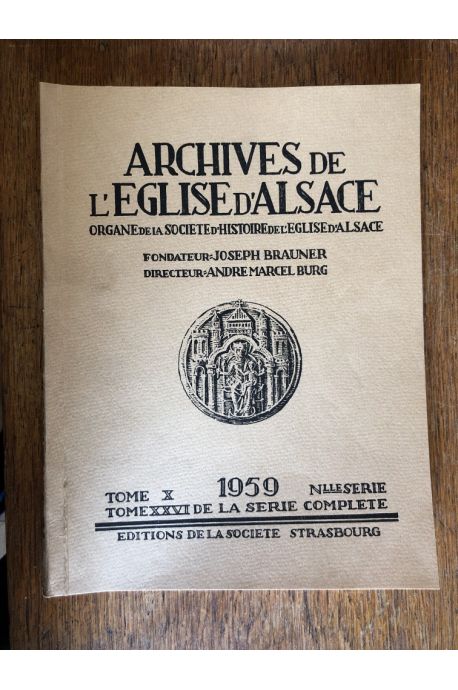 ARCHIVES DE
L'EGLISE D'ALSACE
ORGANE DE LA SOCIETE D'HISTOIRE DE L'EGLISE D'ALSACE
FONDATEUR: JOSEPH BRAUNER
DIRECTEUR: ANDRE MARCEL BURG
TOME X 1959 NLLE SERIE
TOME XXVI DE LA SERIE COMPLETE
EDITIONS DE LA SOCIETE STRASBOURG